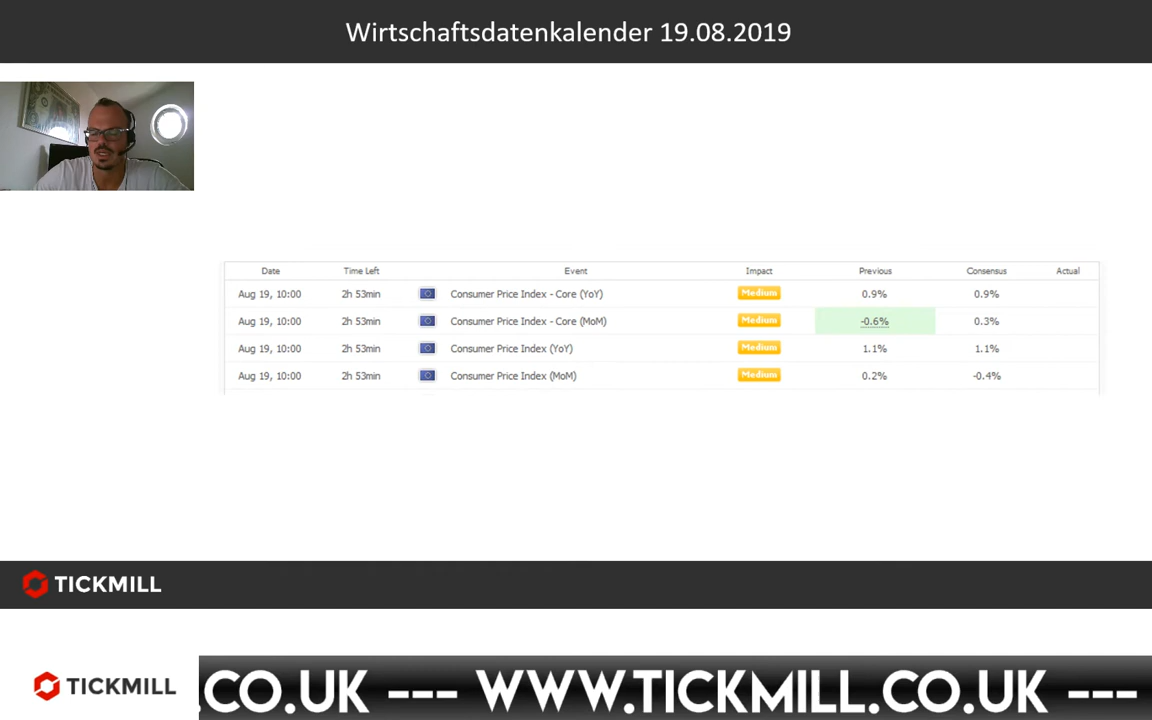 Wirtschaftsdatenkalender 19.08.2019
Date Time Left Event Impact Previous Consensus Actual
Aug 19, 10:00 2h 53min Consumer Price Index - Core (YoY) Medium 0.9% 0.9%
Aug 19, 10:00 2h 53min Consumer Price Index - Core (MoM) Medium -0.6% 0.3%
Aug 19, 10:00 2h 53min Consumer Price Index (YoY) Medium 1.1% 1.1%
Aug 19, 10:00 2h 53min Consumer Price Index (MoM) Medium 0.2% -0.4%
TICKMILL
TICKMILL .CO.UK --- WWW.TICKMILL.CO.UK ---